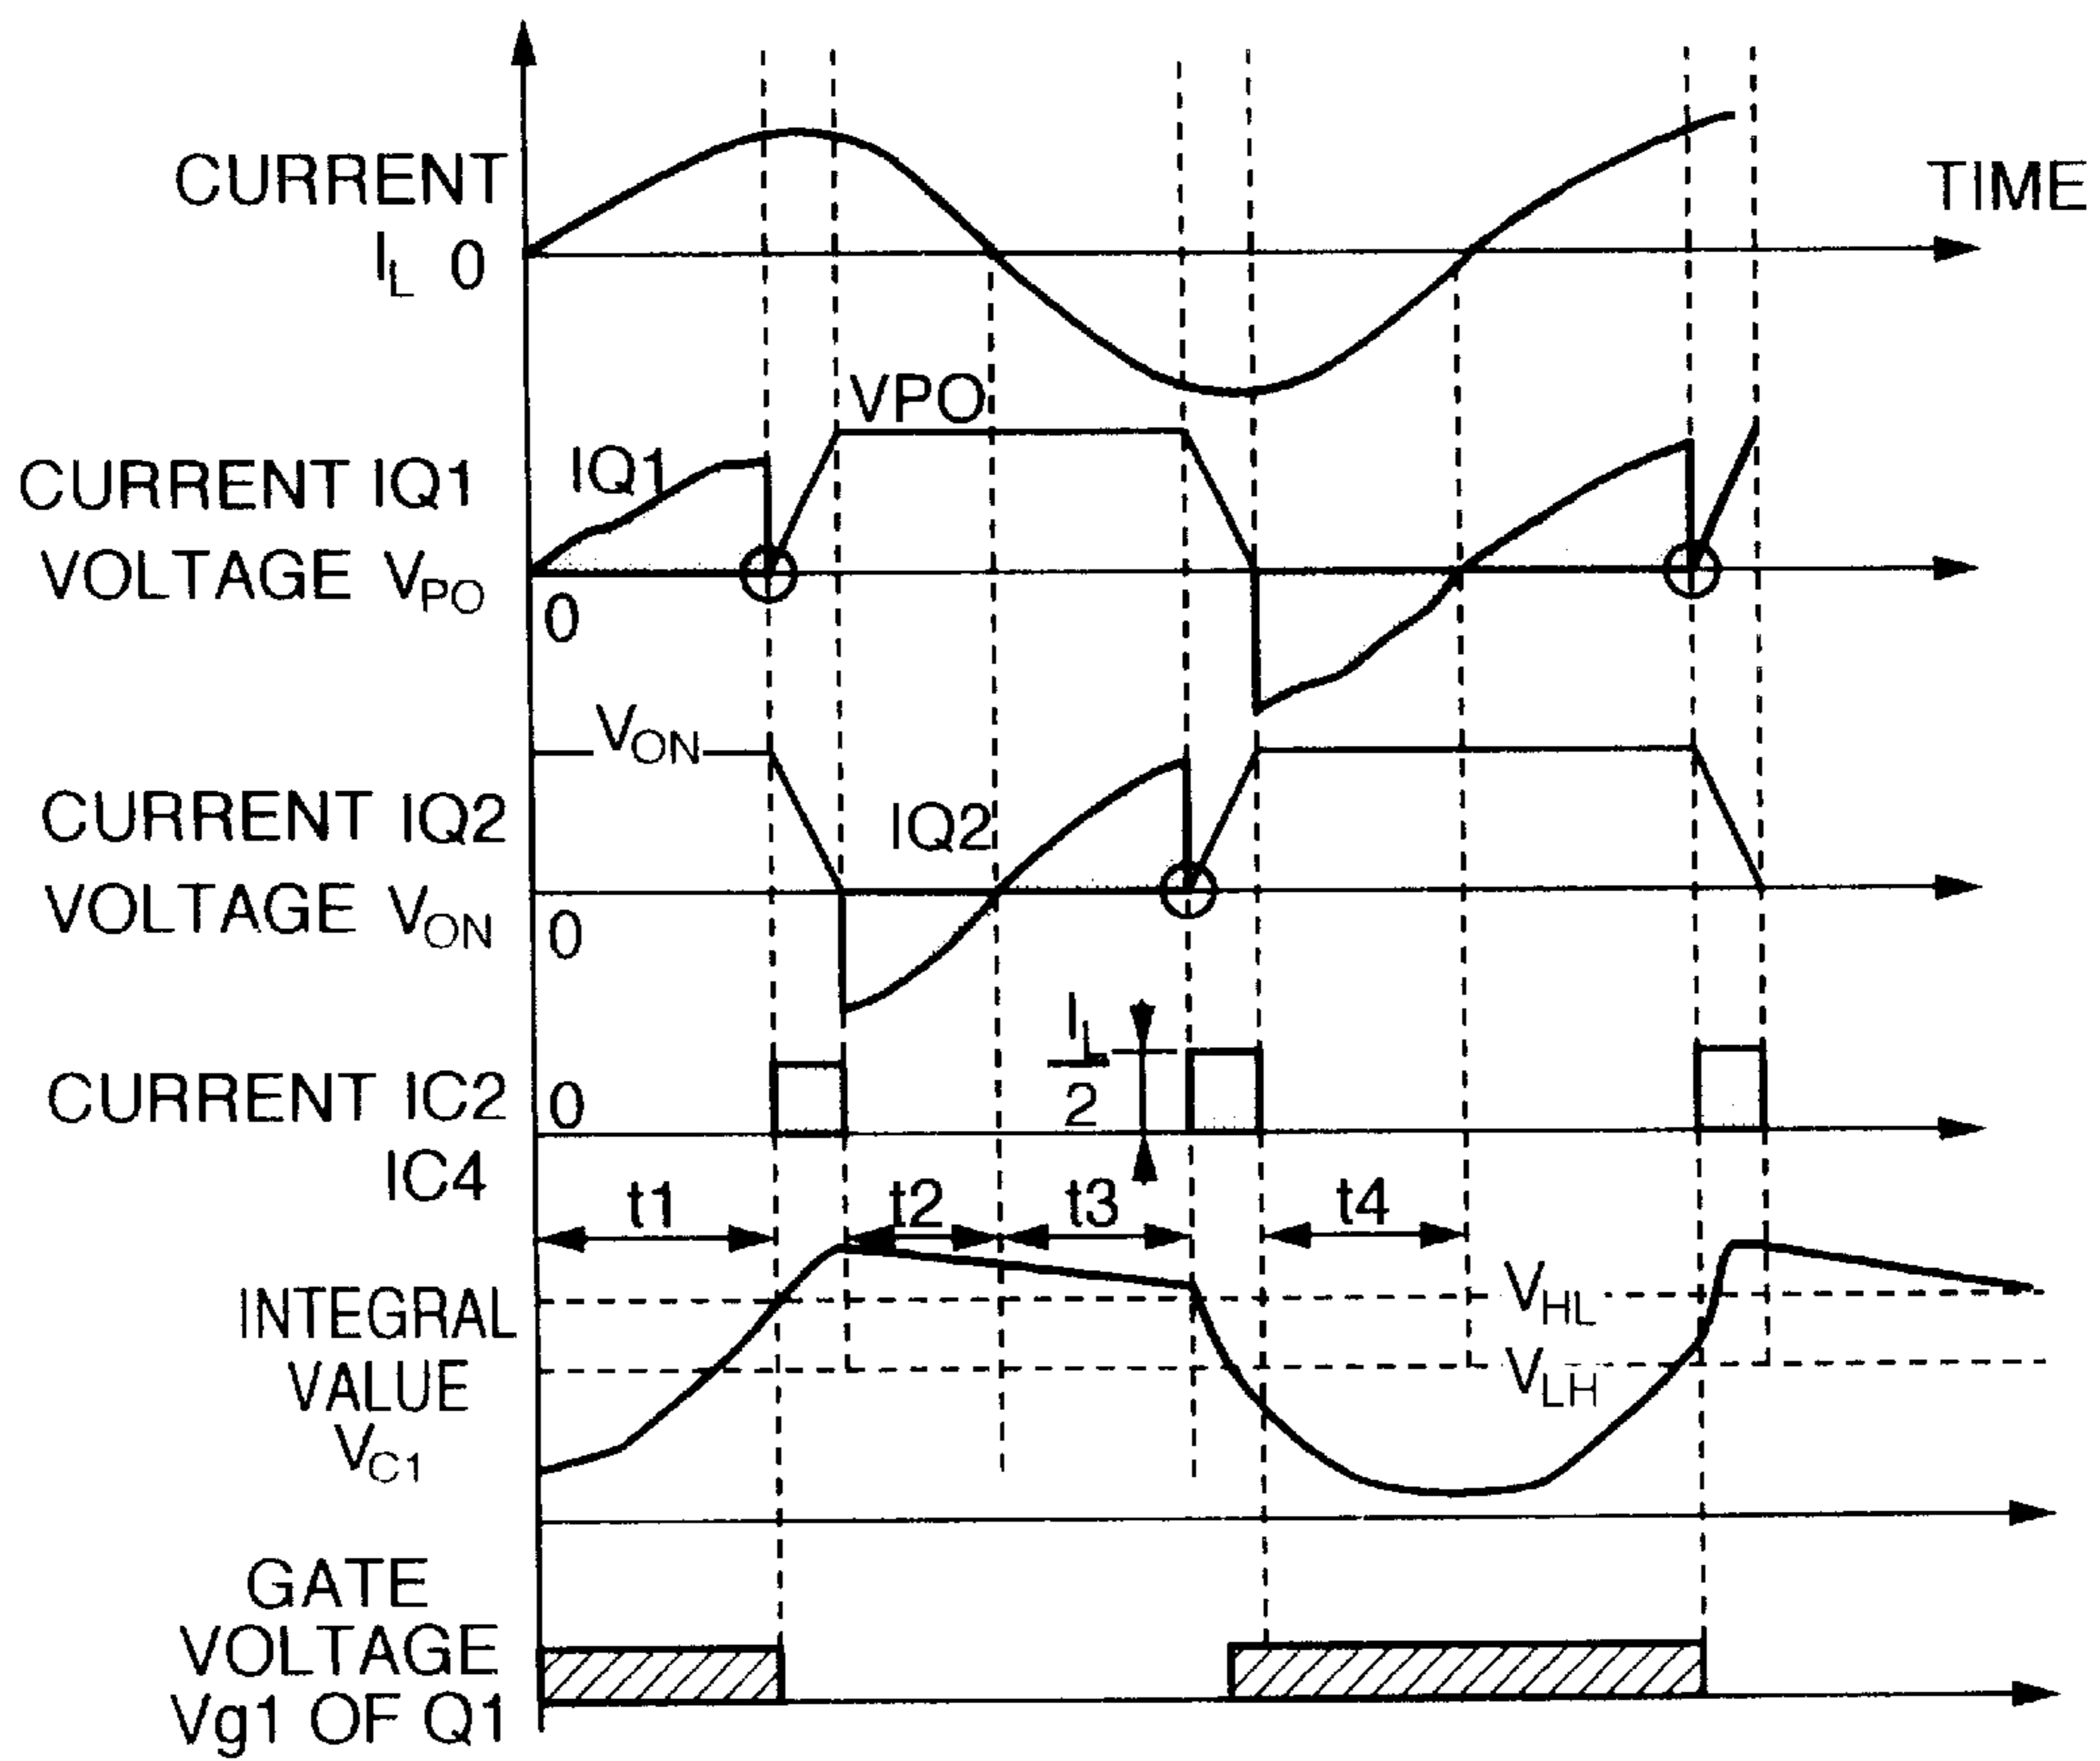 CURRENT
TIME
IL 0
VPO
CURRENT IQ1
IQ1
VOLTAGE VPO
0
VON
CURRENT IQ2
IQ2
VOLTAGE VON
0
IL
2
CURRENT IC2
0
IC4
t1
t2
t3
t4
INTEGRAL
VALUE
VC1
VHL
VLH
GATE
VOLTAGE
Vg1 OF Q1